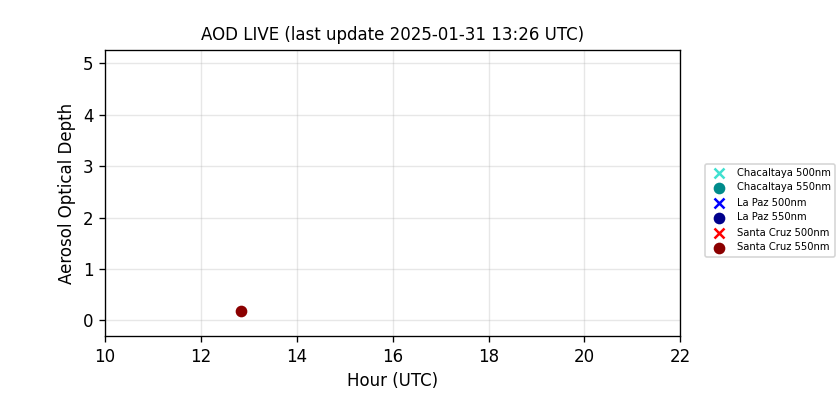 AOD LIVE (last update 2025-01-31 13:26 UTC)
Aerosol Optical Depth
5
4
3
2
1
0
10 12 14 16 18 20 22
Hour (UTC)
Chacaltaya 500nm
Chacaltaya 550nm
La Paz 500nm
La Paz 550nm
Santa Cruz 500nm
Santa Cruz 550nm